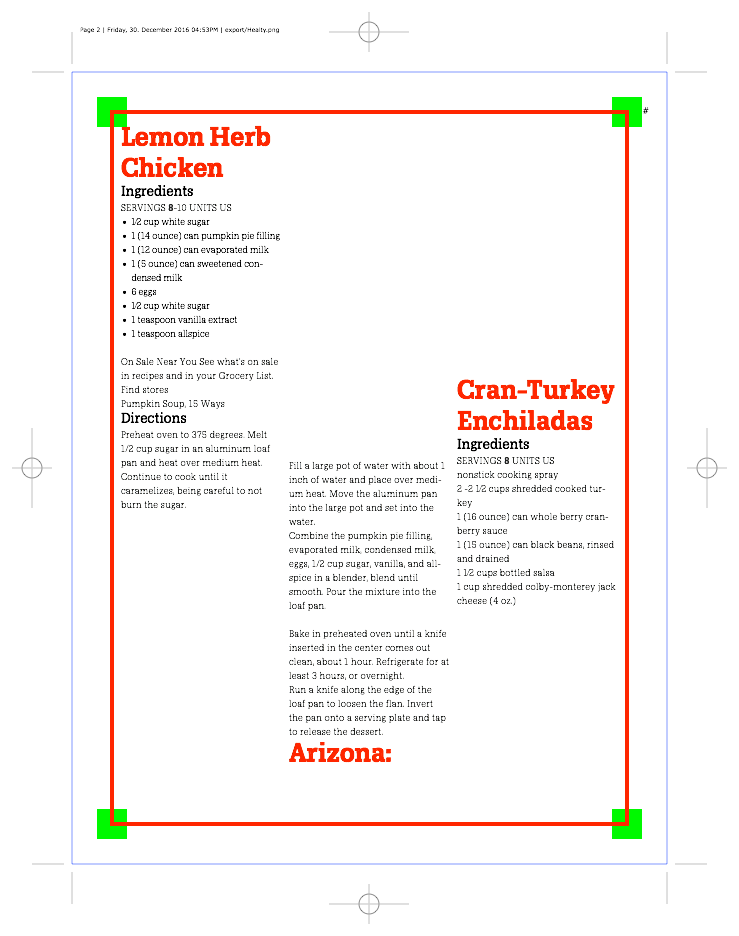 Page 2 | Friday, 30. December 2016 04:53PM | export/Healty.png
#
Lemon Herb
Chicken
Ingredients
SERVINGS 8-10 UNITS US
• 1/2 cup white sugar
• 1 (14 ounce) can pumpkin pie filling
• 1 (12 ounce) can evaporated milk
• 1 (5 ounce) can sweetened con-
densed milk
• 6 eggs
• 1/2 cup white sugar
• 1 teaspoon vanilla extract
• 1 teaspoon allspice
On Sale Near You See what's on sale
in recipes and in your Grocery List.
Find stores
Pumpkin Soup, 15 Ways
Directions
Preheat oven to 375 degrees. Melt
1/2 cup sugar in an aluminum loaf
pan and heat over medium heat.
Continue to cook until it
caramelizes, being careful to not
burn the sugar.
Fill a large pot of water with about 1
inch of water and place over medi-
um heat. Move the aluminum pan
into the large pot and set into the
water.
Combine the pumpkin pie filling,
evaporated milk, condensed milk,
eggs, 1/2 cup sugar, vanilla, and all-
spice in a blender, blend until
smooth. Pour the mixture into the
loaf pan.
Bake in preheated oven until a knife
inserted in the center comes out
clean, about 1 hour. Refrigerate for at
least 3 hours, or overnight.
Run a knife along the edge of the
loaf pan to loosen the flan. Invert
the pan onto a serving plate and tap
to release the dessert.
Arizona:
Cran-Turkey
Enchiladas
Ingredients
SERVINGS 8 UNITS US
nonstick cooking spray
2 -2 1/2 cups shredded cooked tur-
key
1 (16 ounce) can whole berry cran-
berry sauce
1 (15 ounce) can black beans, rinsed
and drained
1 1/2 cups bottled salsa
1 cup shredded colby-monterey jack
cheese (4 oz.)